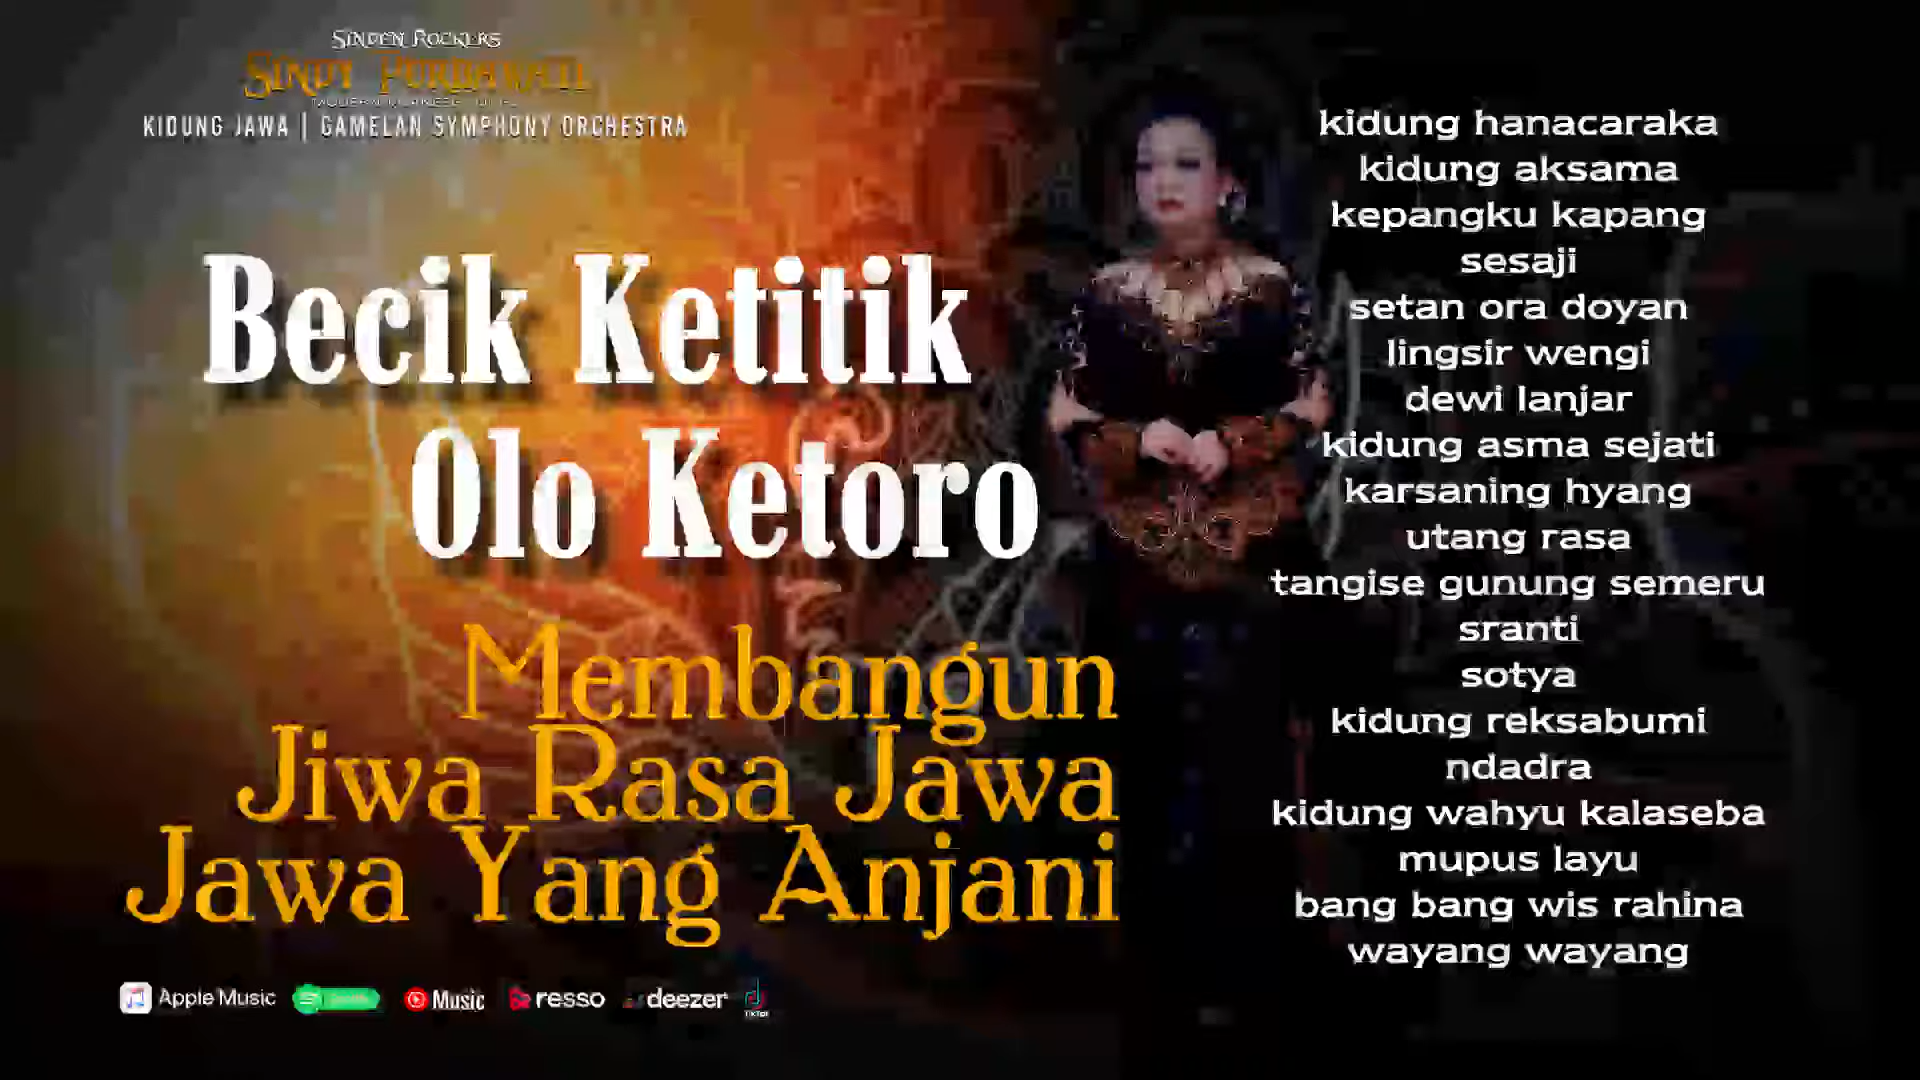 SINDEN ROCKERS
SINDY PURBAWATI
KIDUNG JAWA | GAMELAN SYMPHONY ORCHESTRA
Becik Ketitik
Olo Ketoro
Membangun
Jiwa Rasa Jawa
Jawa Yang Anjani
Apple Music
Music
resso
deezer
TikTok
kidung hanacaraka
kidung aksama
kepangku kapang
sesaji
setan ora doyan
lingsir wengi
dewi lanjar
kidung asma sejati
karsaning hyang
utang rasa
tangise gunung semeru
sranti
sotya
kidung reksabumi
ndadra
kidung wahyu kalaseba
mupus layu
bang bang wis rahina
wayang wayang